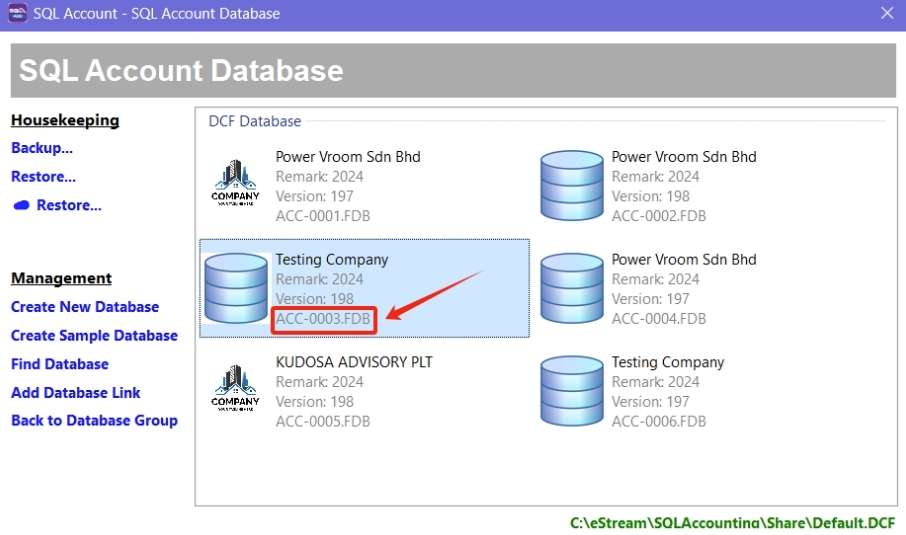 SQL Account - SQL Account Database
SQL Account Database
Housekeeping
Backup...
Restore...
Restore...
Management
Create New Database
Create Sample Database
Find Database
Add Database Link
Back to Database Group
DCF Database
Power Vroom Sdn Bhd
Remark: 2024
Version: 197
ACC-0001.FDB
COMPANY
Power Vroom Sdn Bhd
Remark: 2024
Version: 198
ACC-0002.FDB
Testing Company
Remark: 2024
Version: 198
ACC-0003.FDB
Power Vroom Sdn Bhd
Remark: 2024
Version: 197
ACC-0004.FDB
KUDOSA ADVISORY PLT
Remark: 2024
Version: 198
ACC-0005.FDB
COMPANY
Testing Company
Remark: 2024
Version: 197
ACC-0006.FDB
C:\eStream\SQLAccounting\Share\Default.DCF